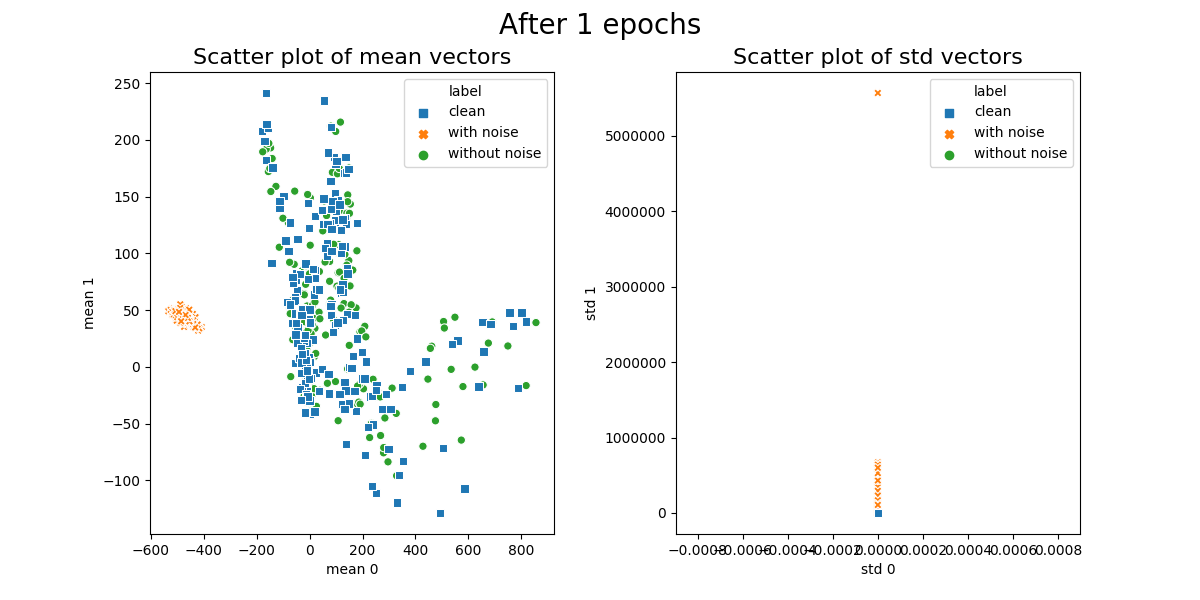 After 1 epochs
Scatter plot of mean vectors
Scatter plot of std vectors
label
clean
with noise
without noise
250
200
150
100
50
0
−50
−100
mean 1
−600 −400 −200 0 200 400 600 800
mean 0
label
clean
with noise
without noise
5000000
4000000
3000000
2000000
1000000
0
std 1
−0.0008 −0.0006 −0.0004 −0.0002 0.0000 0.0002 0.0004 0.0006 0.0008
std 0